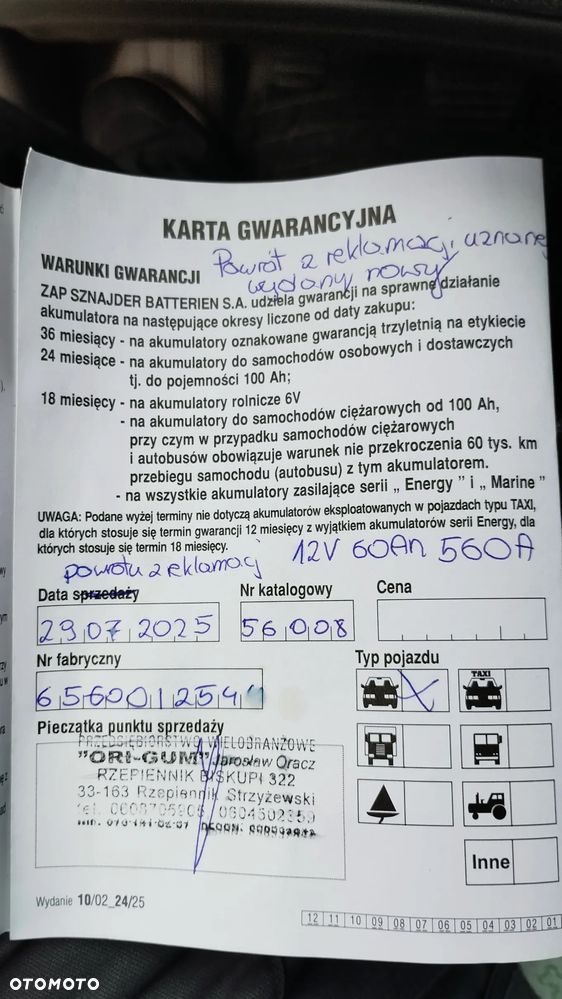 KARTA GWARANCYJNA
Powrót z reklamacji, uznanej
WARUNKI GWARANCJI
wydany nowy
ZAP SZNAJDER BATTERIEN S.A. udziela gwarancji na sprawne działanie
akumulatora na następujące okresy liczone od daty zakupu:
36 miesięcy - na akumulatory oznakowane gwarancją trzyletnią na etykiecie
24 miesiące - na akumulatory do samochodów osobowych i dostawczych
tj. do pojemności 100 Ah;
18 miesięcy - na akumulatory rolnicze 6V
- na akumulatory do samochodów ciężarowych od 100 Ah,
przy czym w przypadku samochodów ciężarowych
i autobusów obowiązuje warunek nie przekroczenia 60 tys. km
przebiegu samochodu (autobusu) z tym akumulatorem.
- na wszystkie akumulatory zasilające serii „ Energy ” i „ Marine ”
UWAGA: Podane wyżej terminy nie dotyczą akumulatorów eksploatowanych w pojazdach typu TAXI,
dla których stosuje się termin gwarancji 12 miesięcy z wyjątkiem akumulatorów serii Energy, dla
których stosuje się termin 18 miesięcy.
12V 60Ah 560A
powrotu z reklamacj
Data sprzedaży
Nr katalogowy
Cena
29 07 2025
56008
Nr fabryczny
Typ pojazdu
656001254
X
TAXI
Pieczątka punktu sprzedaży
PRZEDSIĘBIORSTWO WIELOBRANŻOWE
"ORI-GUM" Jarosław Oracz
RZEPIENNIK BISKUPI 322
33-163 Rzepiennik Strzyżewski
Inne
Wydanie 10/02_24/25
12 11 10 09 08 07 06 05 04 03 02 01
OTOMOTO